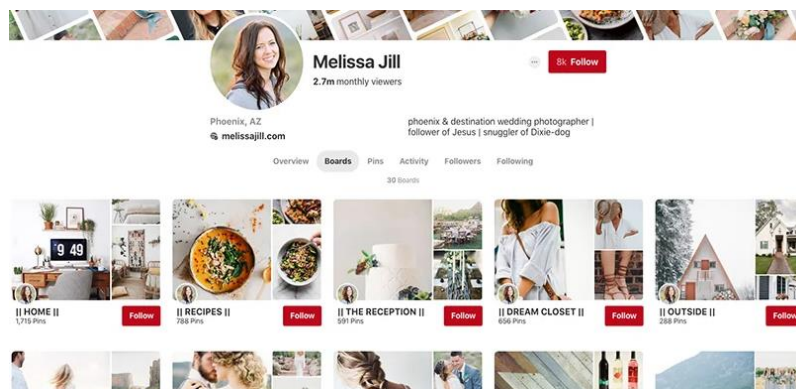 Melissa Jill
2.7m monthly viewers
8k Follow
Phoenix, AZ
melissajill.com
phoenix & destination wedding photographer |
follower of Jesus | snuggler of Dixie-dog
Overview Boards Pins Activity Followers Following
30 Boards
9 49
|| HOME ||
1,715 Pins
Follow
|| RECIPES ||
788 Pins
Follow
|| THE RECEPTION ||
591 Pins
Follow
|| DREAM CLOSET ||
656 Pins
Follow
|| OUTSIDE ||
288 Pins
Follow